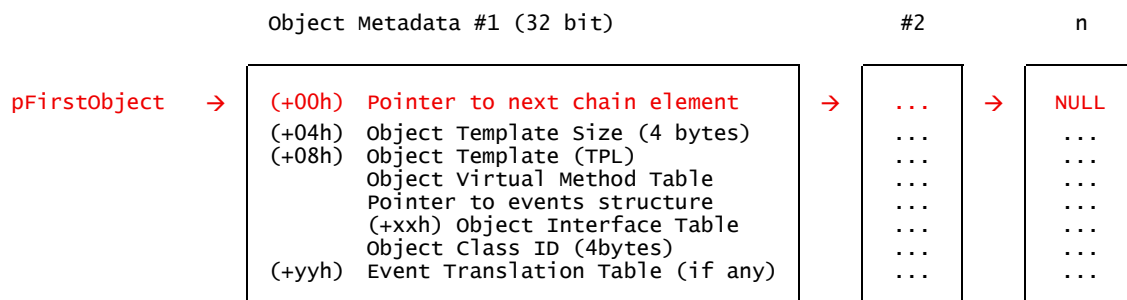 Object Metadata #1 (32 bit) #2 n
pFirstObject → (+00h) Pointer to next chain element → ... → NULL
(+04h) Object Template Size (4 bytes) ... ...
(+08h) Object Template (TPL) ... ...
Object Virtual Method Table ... ...
Pointer to events structure ... ...
(+xxh) Object Interface Table ... ...
Object Class ID (4bytes) ... ...
(+yyh) Event Translation Table (if any) ... ...